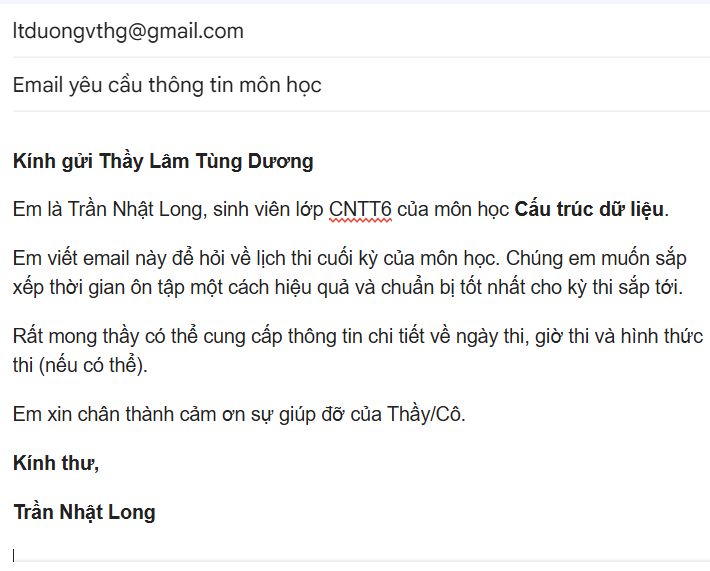 ltduongvthg@gmail.com
Email yêu cầu thông tin môn học
Kính gửi Thầy Lâm Tùng Dương
Em là Trần Nhật Long, sinh viên lớp CNTT6 của môn học Cấu trúc dữ liệu.
Em viết email này để hỏi về lịch thi cuối kỳ của môn học. Chúng em muốn sắp
xếp thời gian ôn tập một cách hiệu quả và chuẩn bị tốt nhất cho kỳ thi sắp tới.
Rất mong thầy có thể cung cấp thông tin chi tiết về ngày thi, giờ thi và hình thức
thi (nếu có thể).
Em xin chân thành cảm ơn sự giúp đỡ của Thầy/Cô.
Kính thư,
Trần Nhật Long